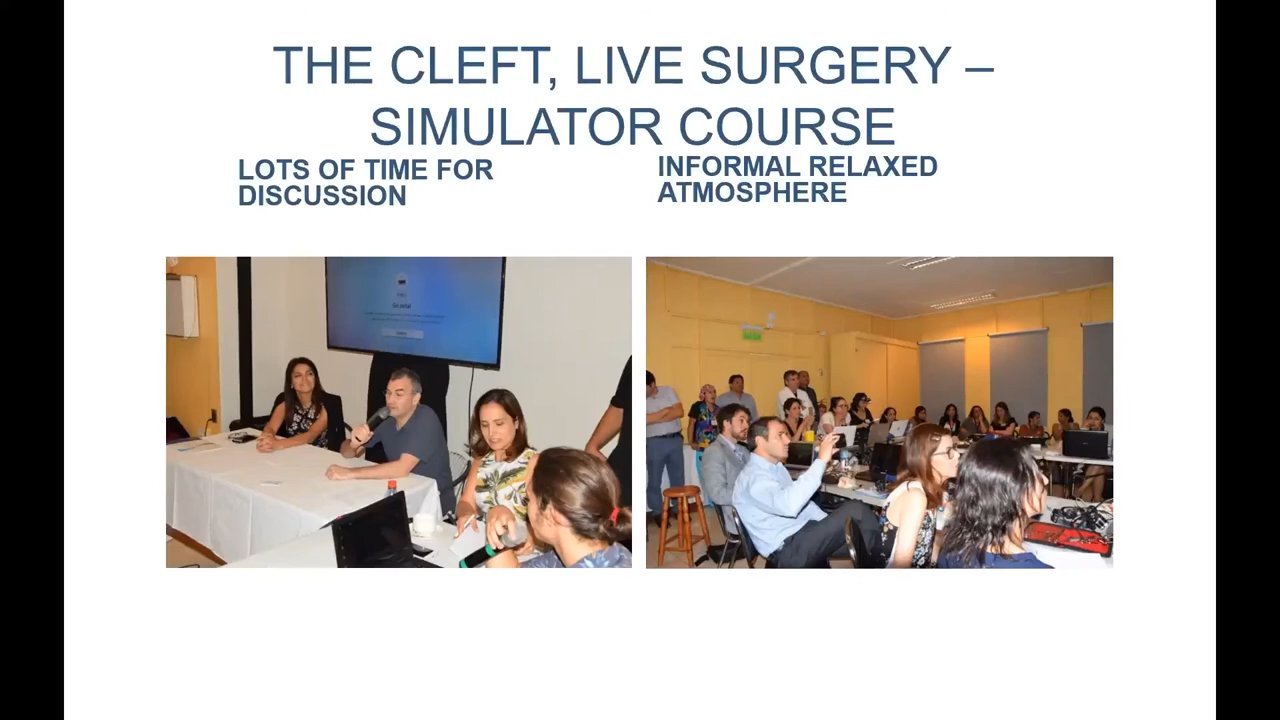 THE CLEFT, LIVE SURGERY –
SIMULATOR COURSE
LOTS OF TIME FOR
DISCUSSION
INFORMAL RELAXED
ATMOSPHERE